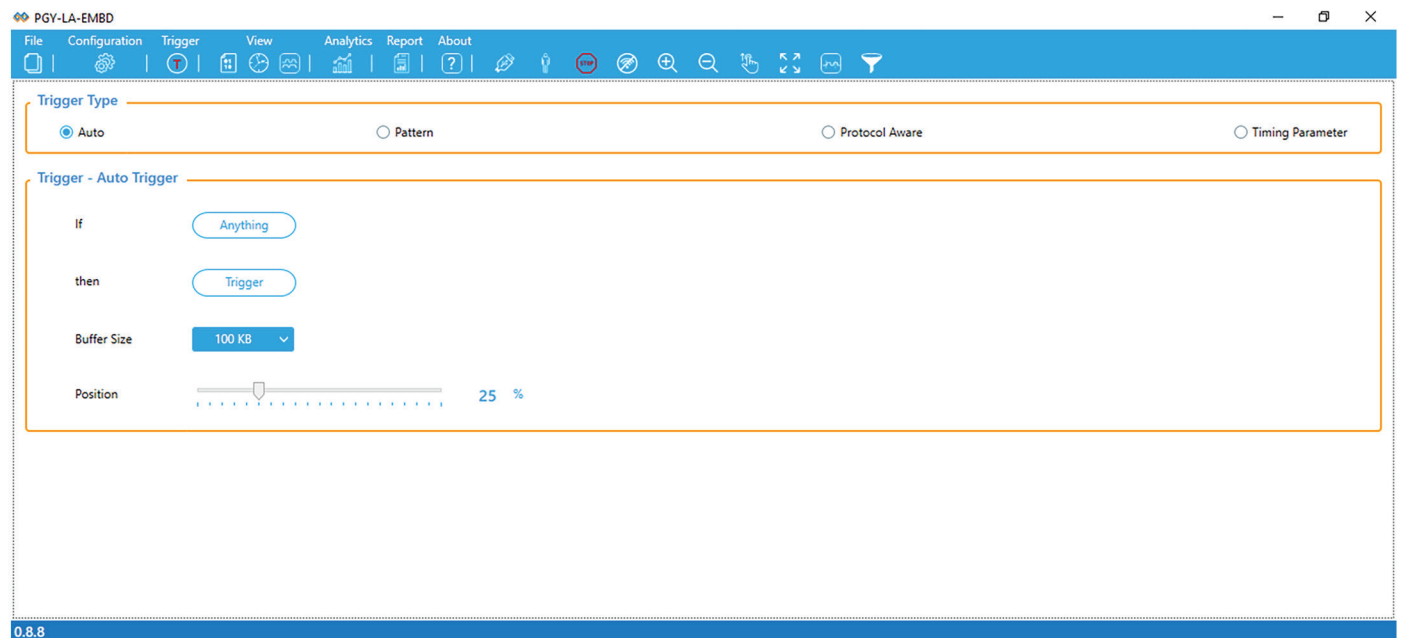 PGY-LA-EMBD
File Configuration Trigger View Analytics Report About
T ? STOP
Trigger Type
Auto Pattern Protocol Aware Timing Parameter
Trigger - Auto Trigger
If Anything
then Trigger
Buffer Size 100 KB
Position 25 %
0.8.8